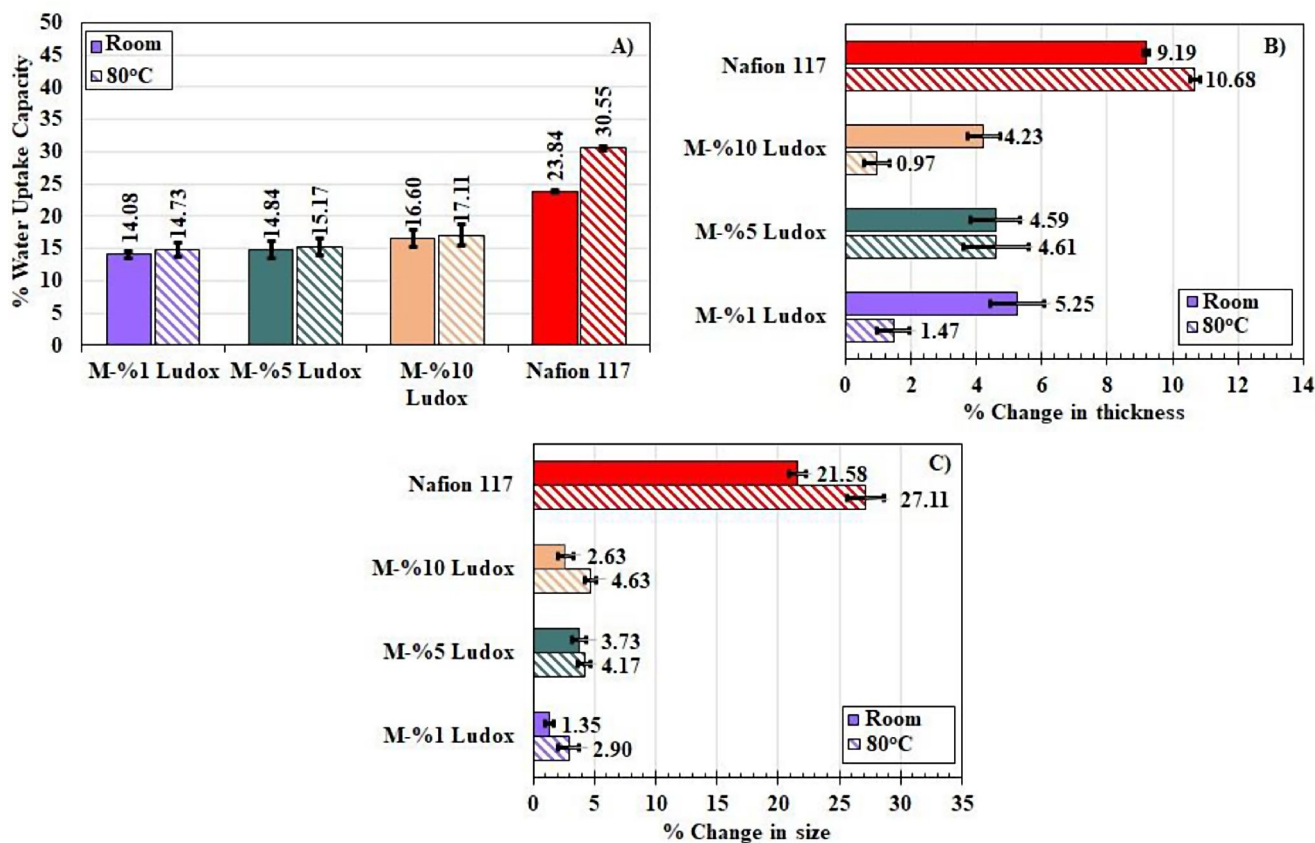 A)
Room
80°C
% Water Uptake Capacity
50
45
40
35
30
25
20
15
10
5
0
14.08
14.73
14.84
15.17
16.60
17.11
23.84
30.55
M-%1 Ludox
M-%5 Ludox
M-%10
Ludox
Nafion 117
B)
Nafion 117
9.19
10.68
M-%10 Ludox
4.23
0.97
M-%5 Ludox
4.59
4.61
M-%1 Ludox
5.25
1.47
Room
80°C
0 2 4 6 8 10 12 14
% Change in thickness
C)
Nafion 117
21.58
27.11
M-%10 Ludox
2.63
4.63
M-%5 Ludox
3.73
4.17
M-%1 Ludox
1.35
2.90
Room
80°C
0 5 10 15 20 25 30 35
% Change in size